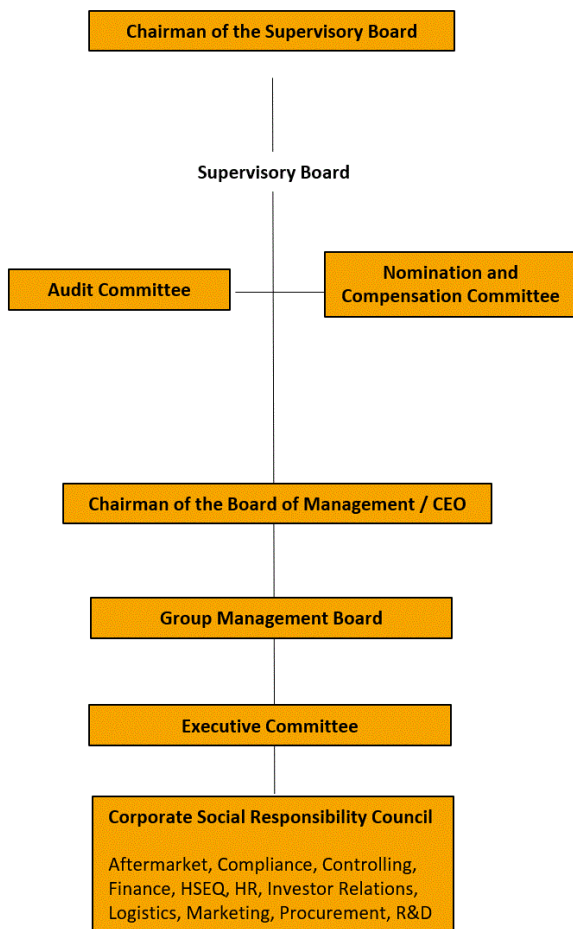 Chairman of the Supervisory Board
Supervisory Board
Audit Committee
Nomination and
Compensation Committee
Chairman of the Board of Management / CEO
Group Management Board
Executive Committee
Corporate Social Responsibility Council
Aftermarket, Compliance, Controlling,
Finance, HSEQ, HR, Investor Relations,
Logistics, Marketing, Procurement, R&D